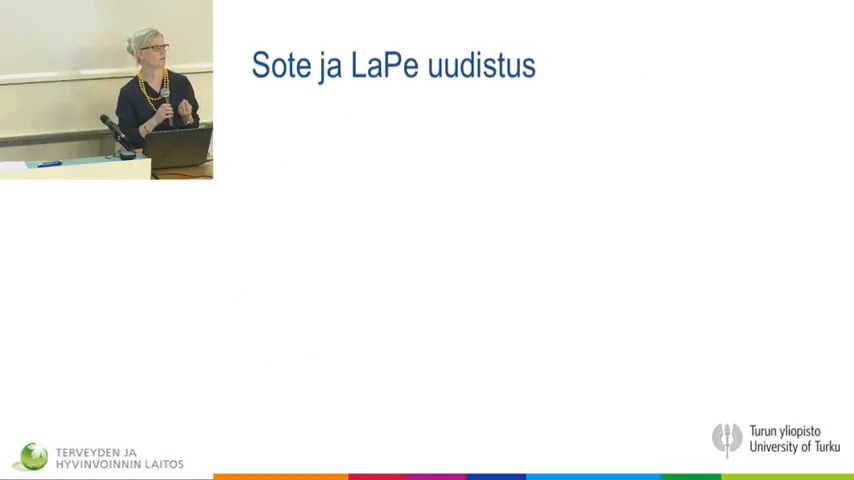 Sote ja LaPe uudistus
TERVEYDEN JA
HYVINVOINNIN LAITOS
Turun yliopisto
University of Turku